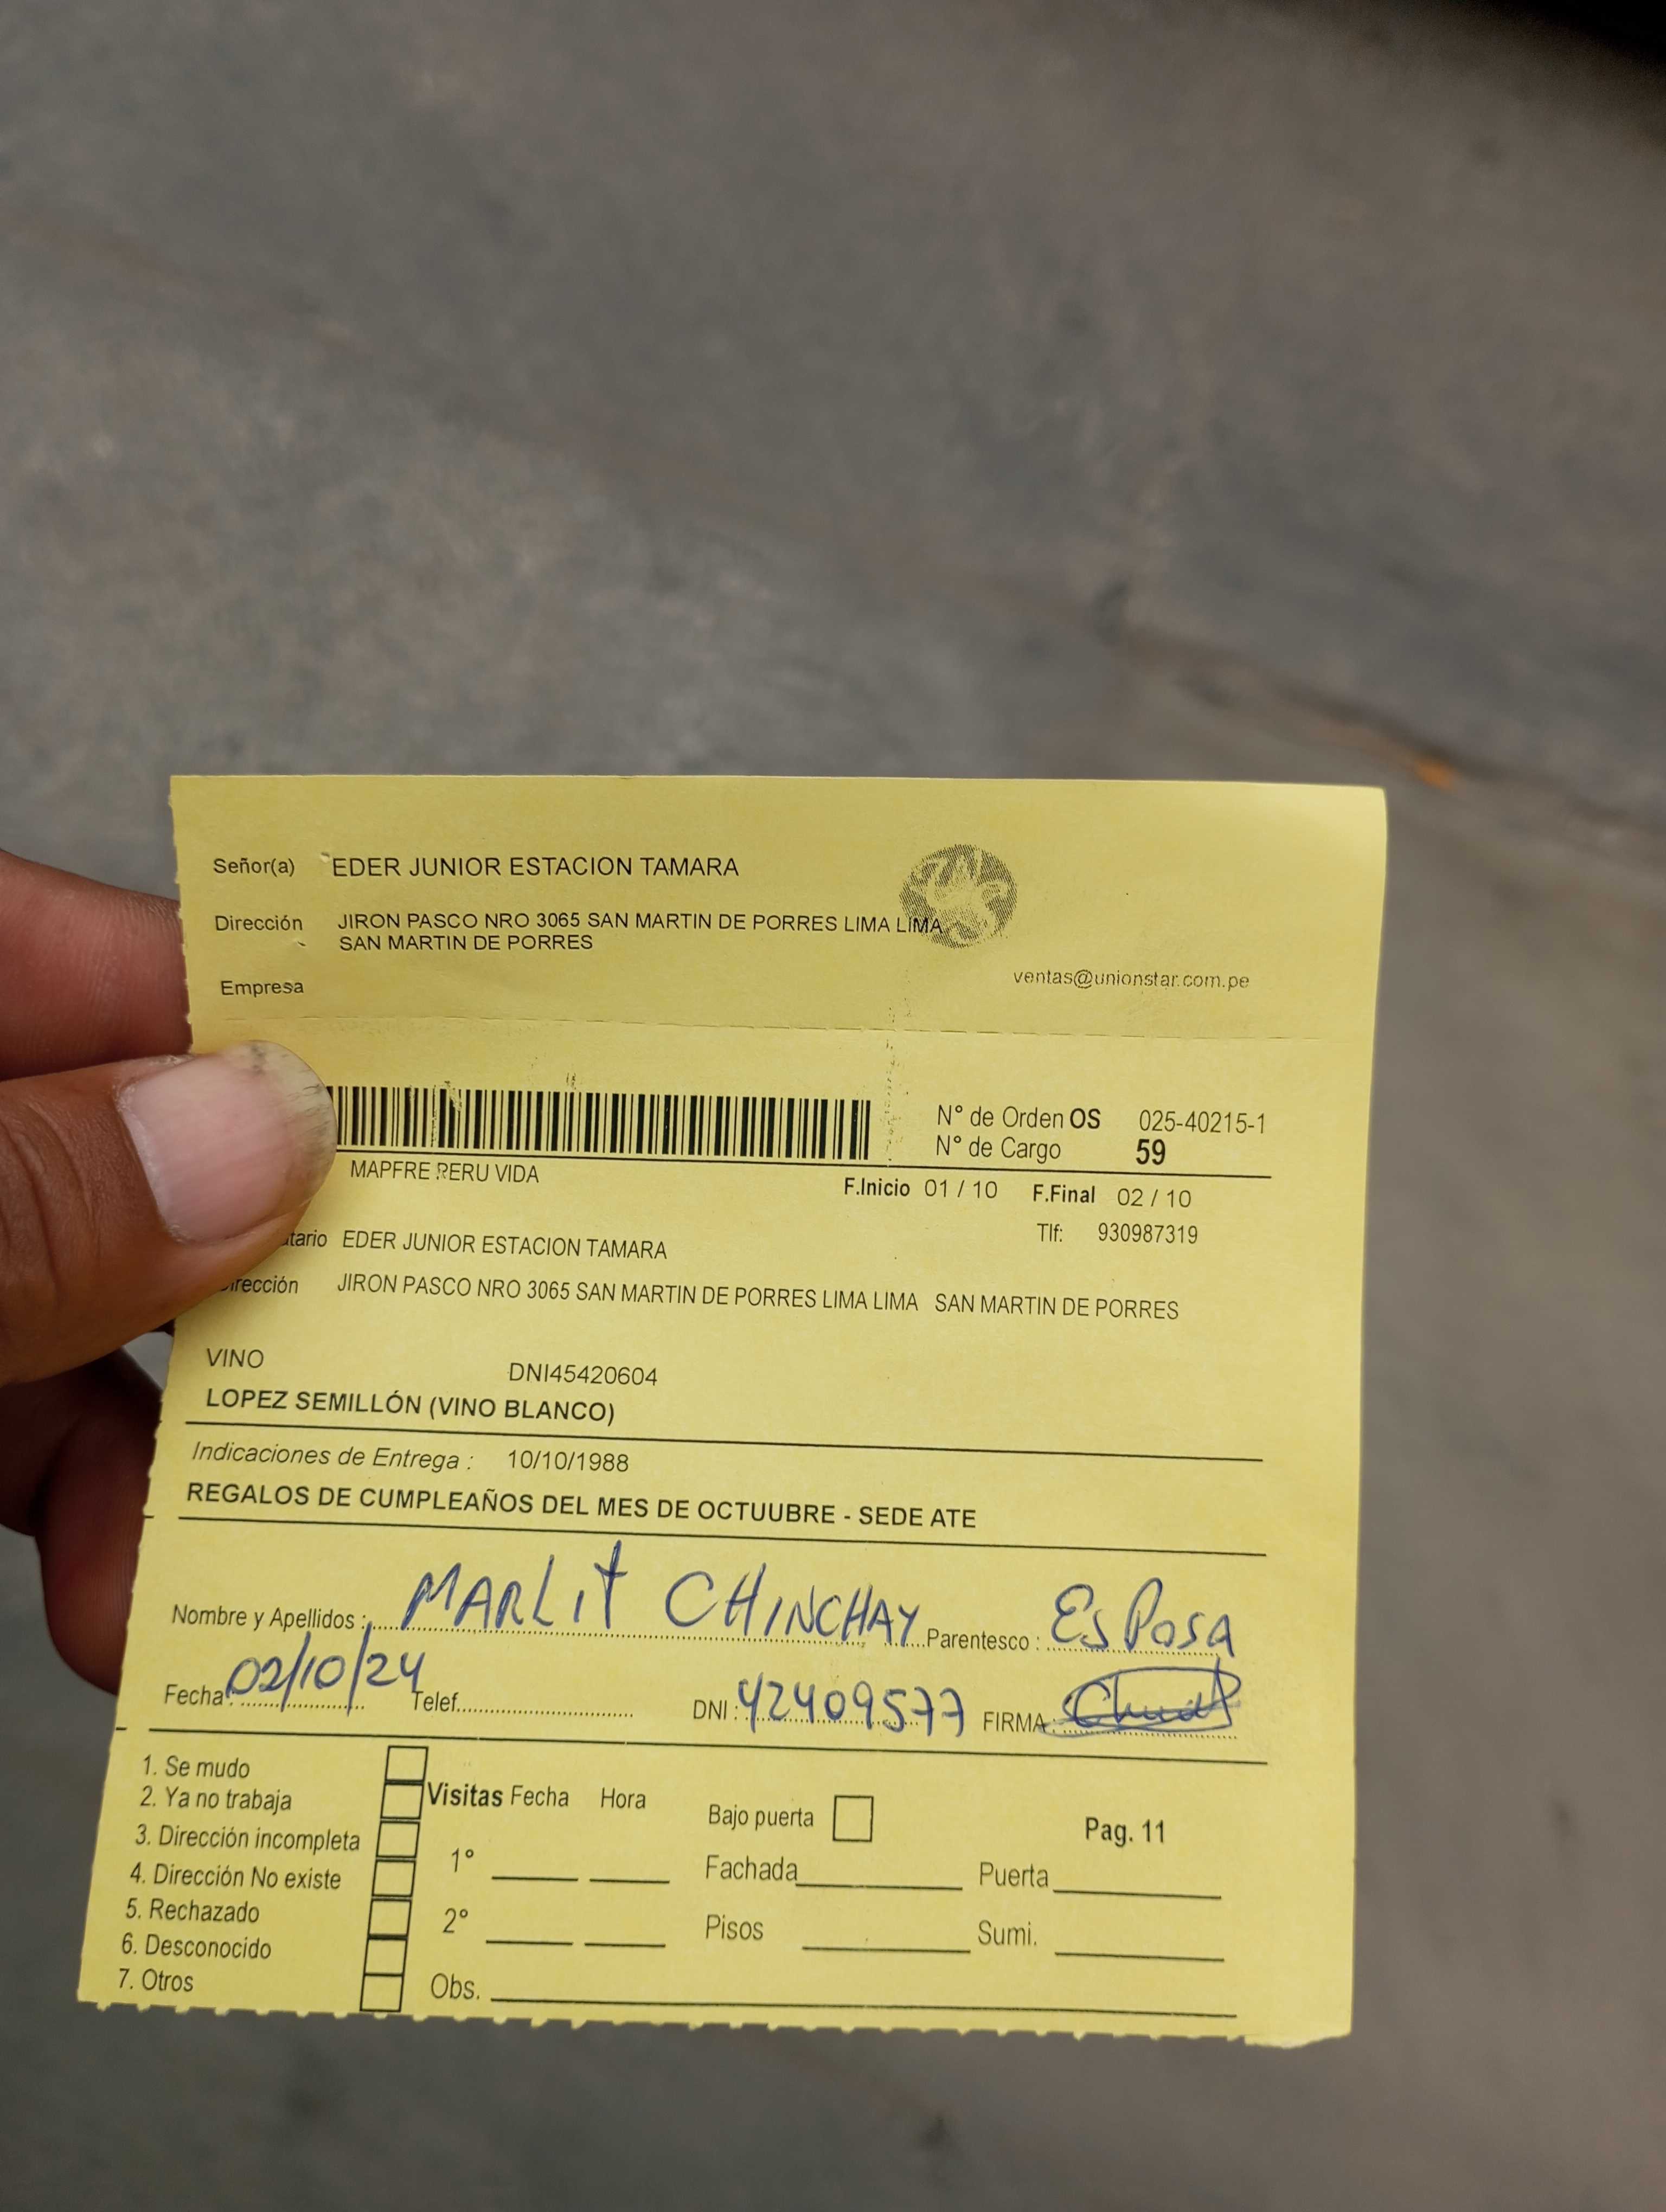 Señor(a) EDER JUNIOR ESTACION TAMARA
Dirección JIRON PASCO NRO 3065 SAN MARTIN DE PORRES LIMA LIMA
SAN MARTIN DE PORRES
Empresa
ventas@unionstar.com.pe
N° de Orden OS 025-40215-1
N° de Cargo 59
MAPFRE PERU VIDA
F.Inicio 01 / 10 F.Final 02 / 10
Tlf: 930987319
atario EDER JUNIOR ESTACION TAMARA
irección JIRON PASCO NRO 3065 SAN MARTIN DE PORRES LIMA LIMA SAN MARTIN DE PORRES
VINO DNI45420604
LOPEZ SEMILLÓN (VINO BLANCO)
Indicaciones de Entrega : 10/10/1988
REGALOS DE CUMPLEAÑOS DEL MES DE OCTUUBRE - SEDE ATE
Nombre y Apellidos : MARLIT CHINCHAY Parentesco : EsPosa
Fecha : 02/10/24 Telef. DNI : 42409577 FIRMA :
1. Se mudo
2. Ya no trabaja
3. Dirección incompleta
4. Dirección No existe
5. Rechazado
6. Desconocido
7. Otros
Visitas Fecha Hora
1°
2°
Obs.
Bajo puerta
Pag. 11
Fachada Puerta
Pisos Sumi.